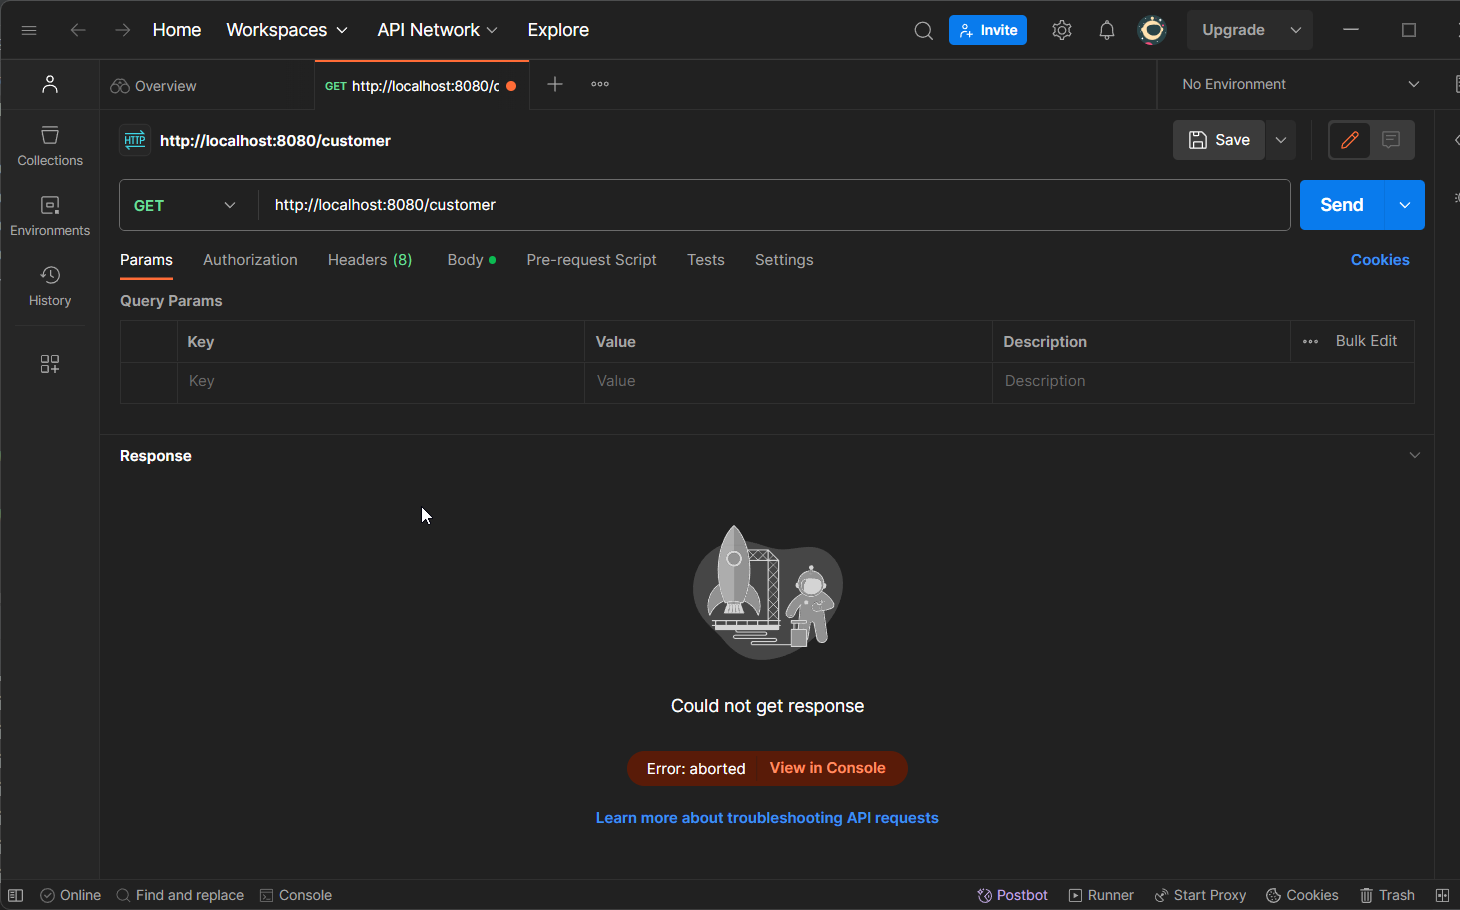 Home Workspaces API Network Explore Invite Upgrade
Overview GET http://localhost:8080/c No Environment
HTTP http://localhost:8080/customer Save
Collections
GET http://localhost:8080/customer Send
Environments
Params Authorization Headers (8) Body Pre-request Script Tests Settings Cookies
History
Query Params
Key Value Description Bulk Edit
Key Value Description
Response
Could not get response
Error: aborted View in Console
Learn more about troubleshooting API requests
Online Find and replace Console Postbot Runner Start Proxy Cookies Trash